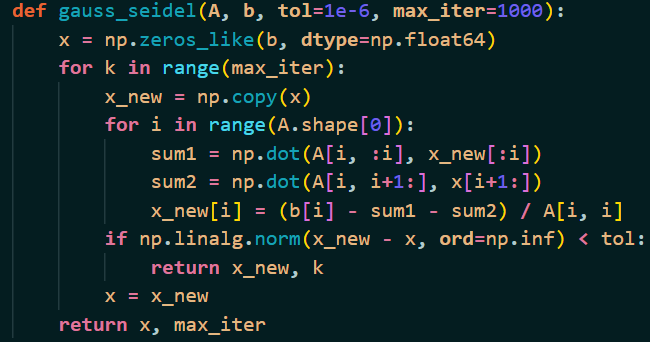 def gauss_seidel(A, b, tol=1e-6, max_iter=1000):
    x = np.zeros_like(b, dtype=np.float64)
    for k in range(max_iter):
        x_new = np.copy(x)
        for i in range(A.shape[0]):
            sum1 = np.dot(A[i, :i], x_new[:i])
            sum2 = np.dot(A[i, i+1:], x[i+1:])
            x_new[i] = (b[i] - sum1 - sum2) / A[i, i]
        if np.linalg.norm(x_new - x, ord=np.inf) < tol:
            return x_new, k
        x = x_new
    return x, max_iter